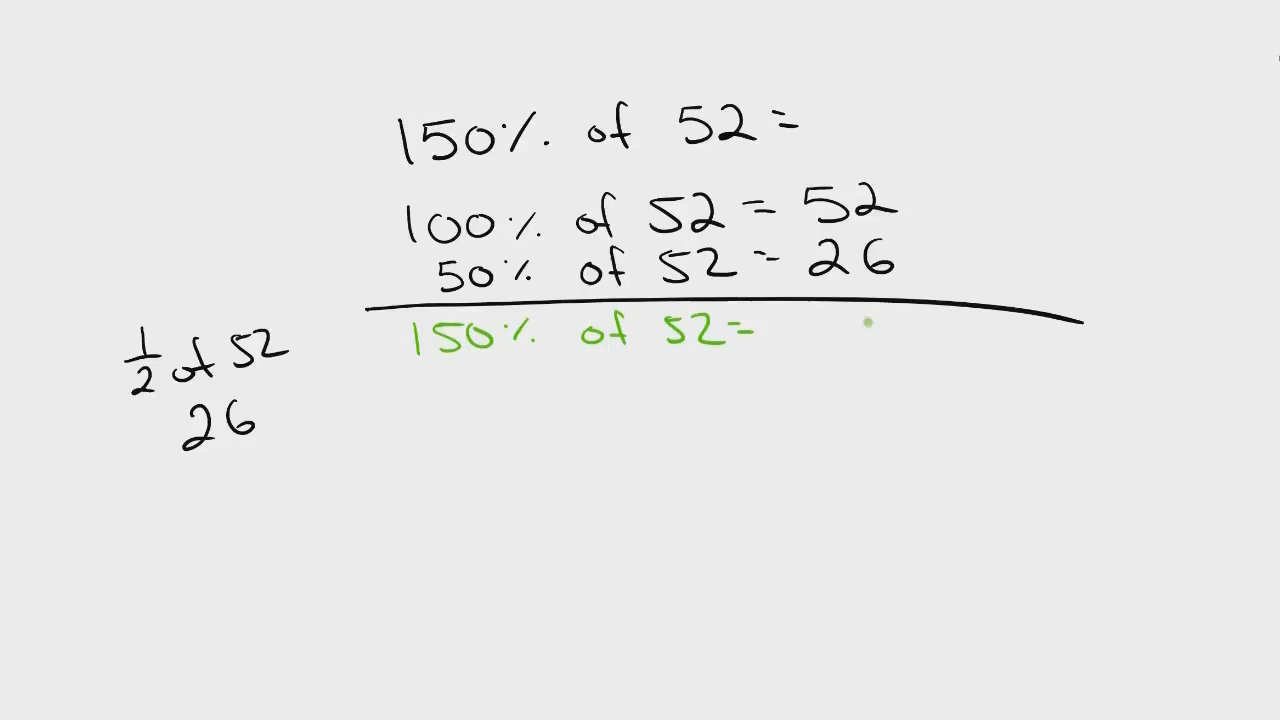 150% of 52 =
100% of 52 = 52
50% of 52 = 26
150% of 52 =
1/2 of 52
26